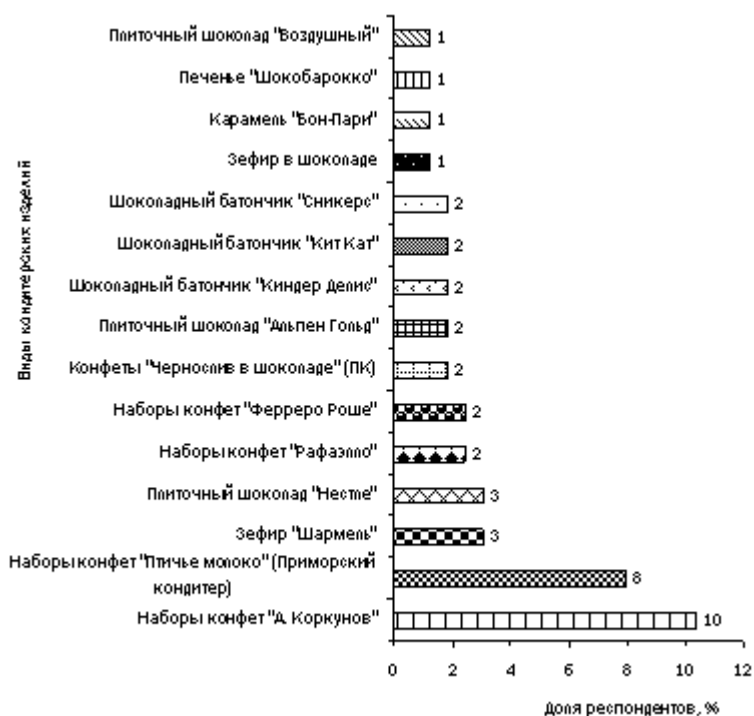 Плиточный шоколад "Воздушный" 1
Печенье "Шокобарокко" 1
Карамель "Бон-Пари" 1
Зефир в шоколаде 1
Шоколадный батончик "Сникерс" 2
Шоколадный батончик "Кит Кат" 2
Шоколадный батончик "Киндер Делис" 2
Плиточный шоколад "Альпен Гольд" 2
Конфеты "Чернослив в шоколаде" (ПК) 2
Наборы конфет "Ферреро Роше" 2
Наборы конфет "Рафаэлло" 2
Плиточный шоколад "Нестле" 3
Зефир "Шармель" 3
Наборы конфет "Птичье молоко" (Приморский
кондитер) 8
Наборы конфет "А. Коркунов" 10
Виды кондитерских изделий
0 2 4 6 8 10 12
Доля респондентов, %